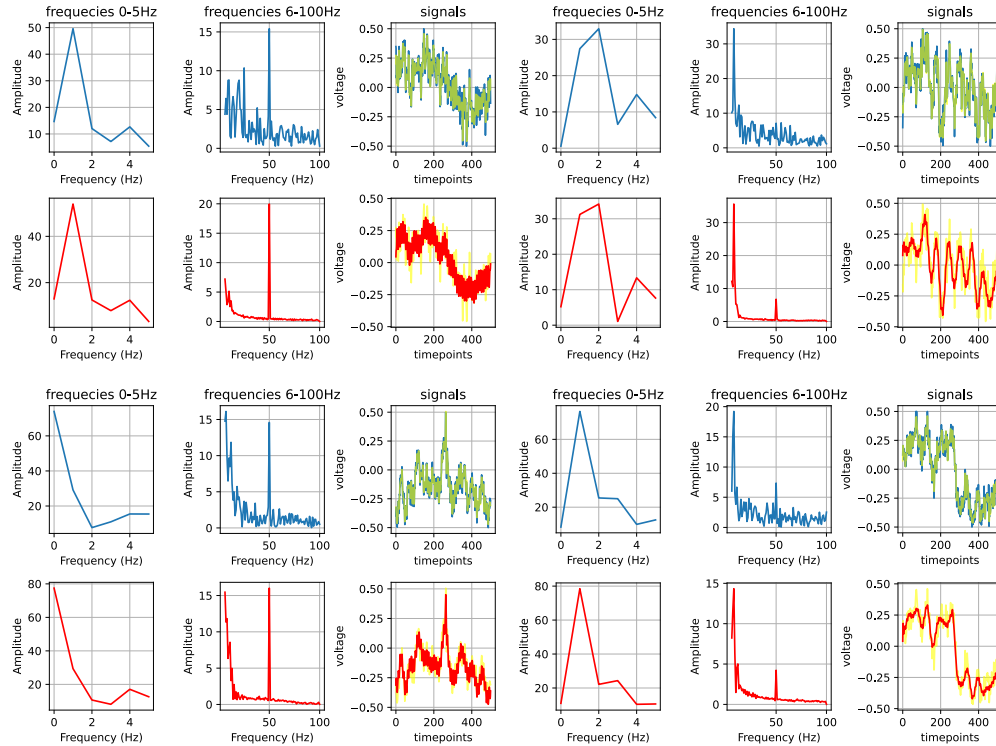 frequecies 0-5Hz
frequencies 6-100Hz
signals
frequecies 0-5Hz
frequencies 6-100Hz
signals
Amplitude
50
40
30
20
10
0 2 4
Frequency (Hz)
Amplitude
15
10
5
0
50 100
Frequency (Hz)
voltage
0.50
0.25
0.00
−0.25
−0.50
0 200 400
timepoints
Amplitude
30
20
10
0
0 2 4
Frequency (Hz)
Amplitude
30
20
10
0
50 100
Frequency (Hz)
voltage
0.50
0.25
0.00
−0.25
−0.50
0 200 400
timepoints
Amplitude
40
20
0 2 4
Frequency (Hz)
Amplitude
20
15
10
5
0
50 100
Frequency (Hz)
voltage
0.50
0.25
0.00
−0.25
−0.50
0 200 400
timepoints
Amplitude
30
20
10
0
0 2 4
Frequency (Hz)
Amplitude
30
20
10
0
50 100
Frequency (Hz)
voltage
0.50
0.25
0.00
−0.25
−0.50
0 200 400
timepoints
frequecies 0-5Hz
frequencies 6-100Hz
signals
frequecies 0-5Hz
frequencies 6-100Hz
signals
Amplitude
60
40
20
0 2 4
Frequency (Hz)
Amplitude
15
10
5
0
50 100
Frequency (Hz)
voltage
0.50
0.25
0.00
−0.25
−0.50
0 200 400
timepoints
Amplitude
60
40
20
0 2 4
Frequency (Hz)
Amplitude
20
15
10
5
0
50 100
Frequency (Hz)
voltage
0.50
0.25
0.00
−0.25
−0.50
0 200 400
timepoints
Amplitude
80
60
40
20
0 2 4
Frequency (Hz)
Amplitude
15
10
5
0
50 100
Frequency (Hz)
voltage
0.50
0.25
0.00
−0.25
−0.50
0 200 400
timepoints
Amplitude
80
60
40
20
0 2 4
Frequency (Hz)
Amplitude
15
10
5
0
50 100
Frequency (Hz)
voltage
0.50
0.25
0.00
−0.25
−0.50
0 200 400
timepoints